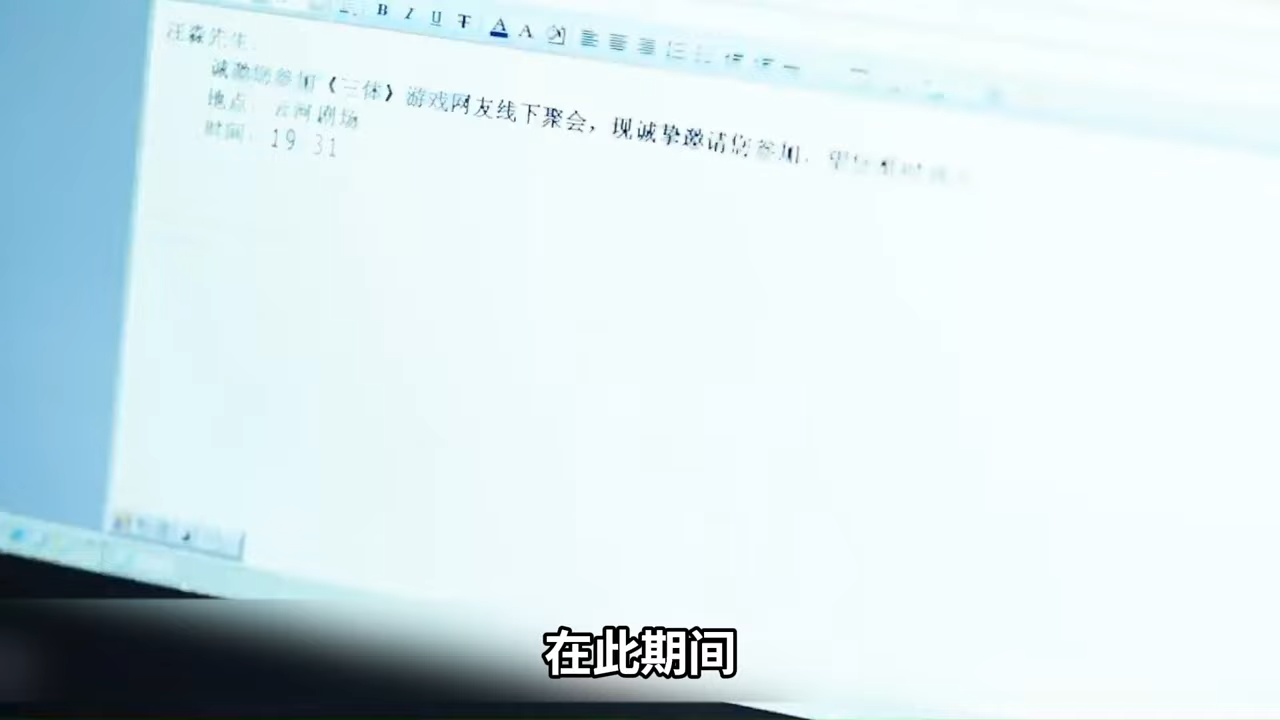 B I U T A A
汪淼先生：
诚邀您参加《三体》游戏网友线下聚会，现诚挚邀请您参加，望
地点：云河剧场
时间：19 31
在此期间